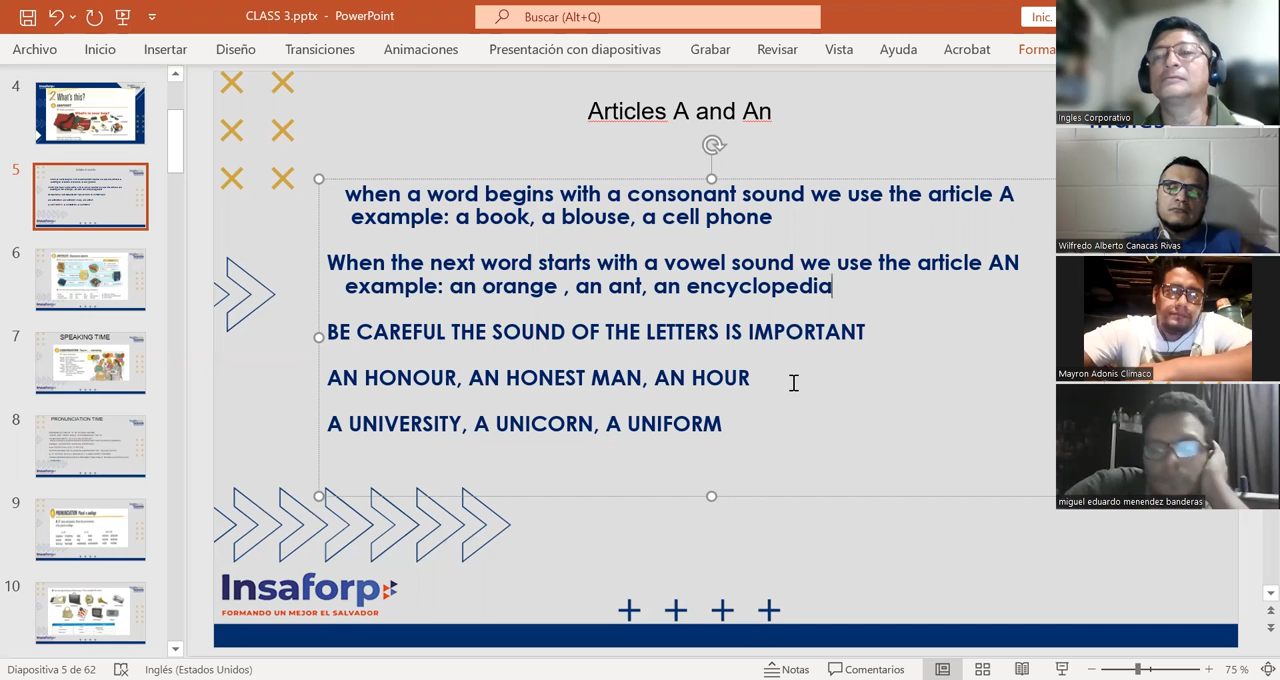 CLASS 3.pptx - PowerPoint
Buscar (Alt+Q)
Inic.
Archivo Inicio Insertar Diseño Transiciones Animaciones Presentación con diapositivas Grabar Revisar Vista Ayuda Acrobat Forma
4
What's this?
5
6
7
SPEAKING TIME
8
PRONUNCIATION TIME
9
10
Articles A and An
when a word begins with a consonant sound we use the article A
example: a book, a blouse, a cell phone
When the next word starts with a vowel sound we use the article AN
example: an orange , an ant, an encyclopedia
BE CAREFUL THE SOUND OF THE LETTERS IS IMPORTANT
AN HONOUR, AN HONEST MAN, AN HOUR
A UNIVERSITY, A UNICORN, A UNIFORM
Insaforp
FORMANDO UN MEJOR EL SALVADOR
Ingles Corporativo
Wilfredo Alberto Canacas Rivas
Mayron Adonis Climaco
miguel eduardo menendez banderas
Diapositiva 5 de 62 Inglés (Estados Unidos) Notas Comentarios 75 %